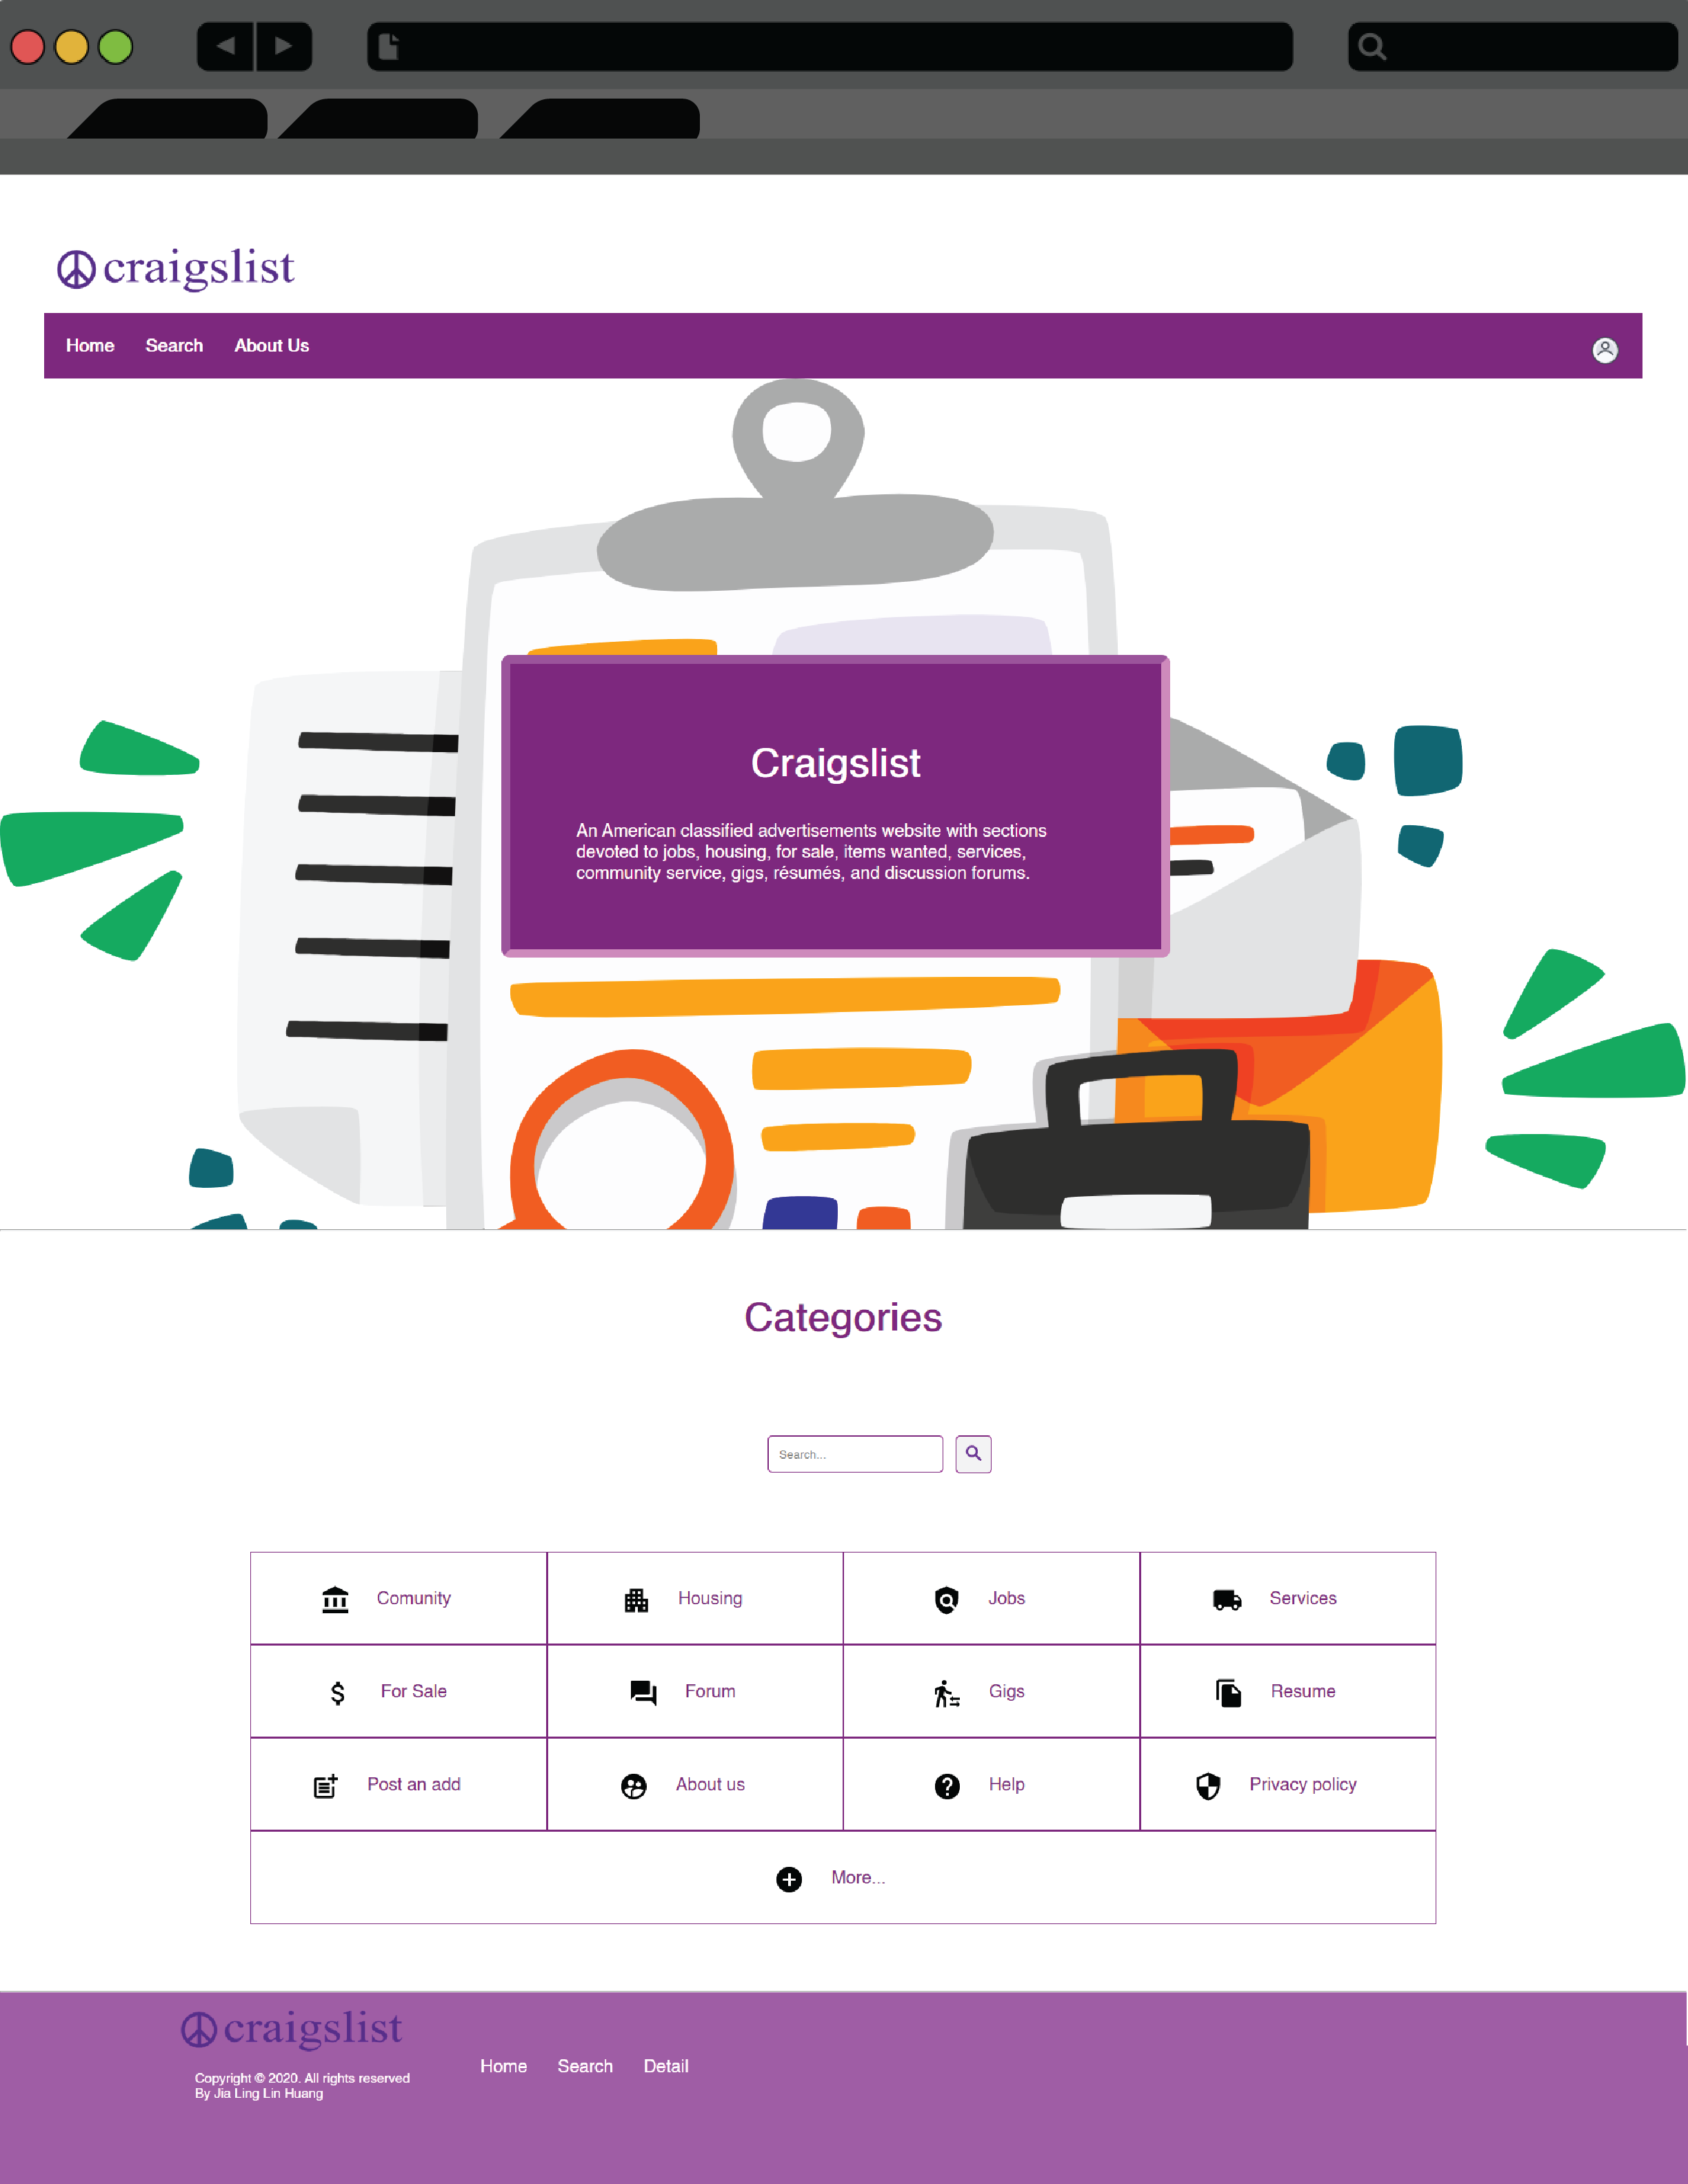 craigslist
Home Search About Us
Craigslist
An American classified advertisements website with sections
devoted to jobs, housing, for sale, items wanted, services,
community service, gigs, résumés, and discussion forums.
Categories
Search...
Comunity Housing Jobs Services
For Sale Forum Gigs Resume
Post an add About us Help Privacy policy
More...
craigslist
Home Search Detail
Copyright © 2020. All rights reserved
By Jia Ling Lin Huang